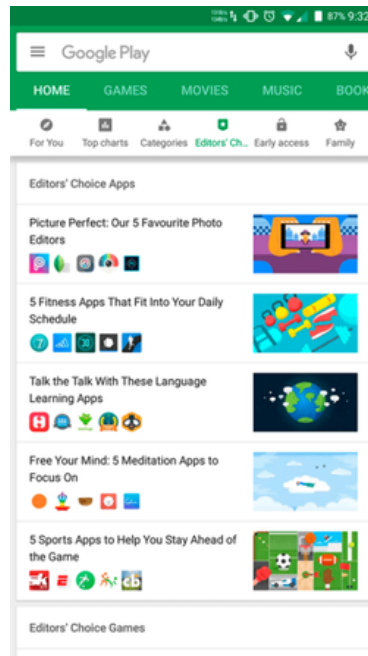 87% 9:32
Google Play
HOME GAMES MOVIES MUSIC BOOK
For You Top charts Categories Editors' Ch... Early access Family
Editors' Choice Apps
Picture Perfect: Our 5 Favourite Photo
Editors
5 Fitness Apps That Fit Into Your Daily
Schedule
7
Talk the Talk With These Language
Learning Apps
Free Your Mind: 5 Meditation Apps to
Focus On
5 Sports Apps to Help You Stay Ahead of
the Game
cb
Editors' Choice Games